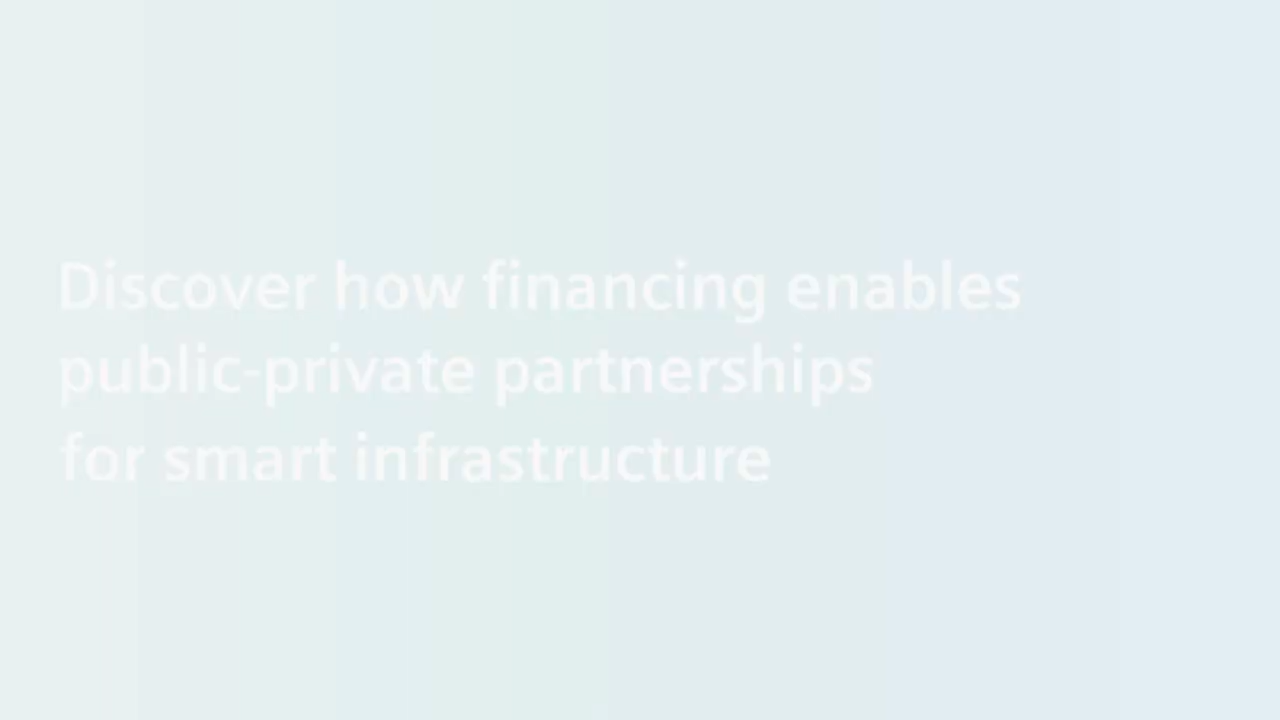 Discover how financing enables
public-private partnerships
for smart infrastructure